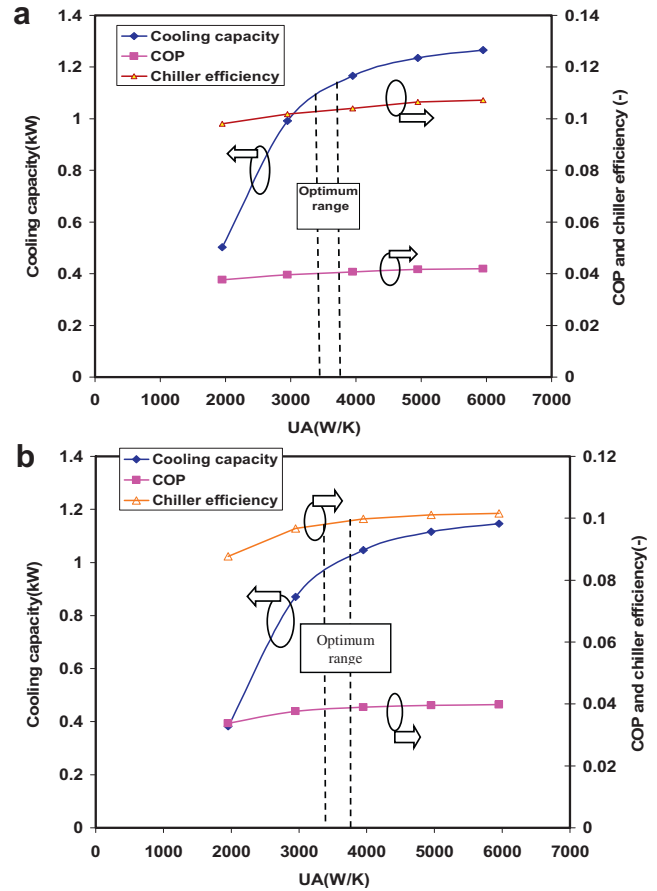 a
1.4
1.2
1
0.8
0.6
0.4
0.2
0
Cooling capacity(kW)
Cooling capacity
COP
Chiller efficiency
Optimum
range
0.14
0.12
0.1
0.08
0.06
0.04
0.02
0
COP and chiller efficiency (-)
0 1000 2000 3000 4000 5000 6000 7000
UA(W/K)
b
1.4
1.2
1
0.8
0.6
0.4
0.2
0
Cooling capacity(kW)
Cooling capacity
COP
Chiller efficiency
Optimum
range
0.12
0.1
0.08
0.06
0.04
0.02
0
COP and chiller efficiency(-)
0 1000 2000 3000 4000 5000 6000 7000
UA(W/K)